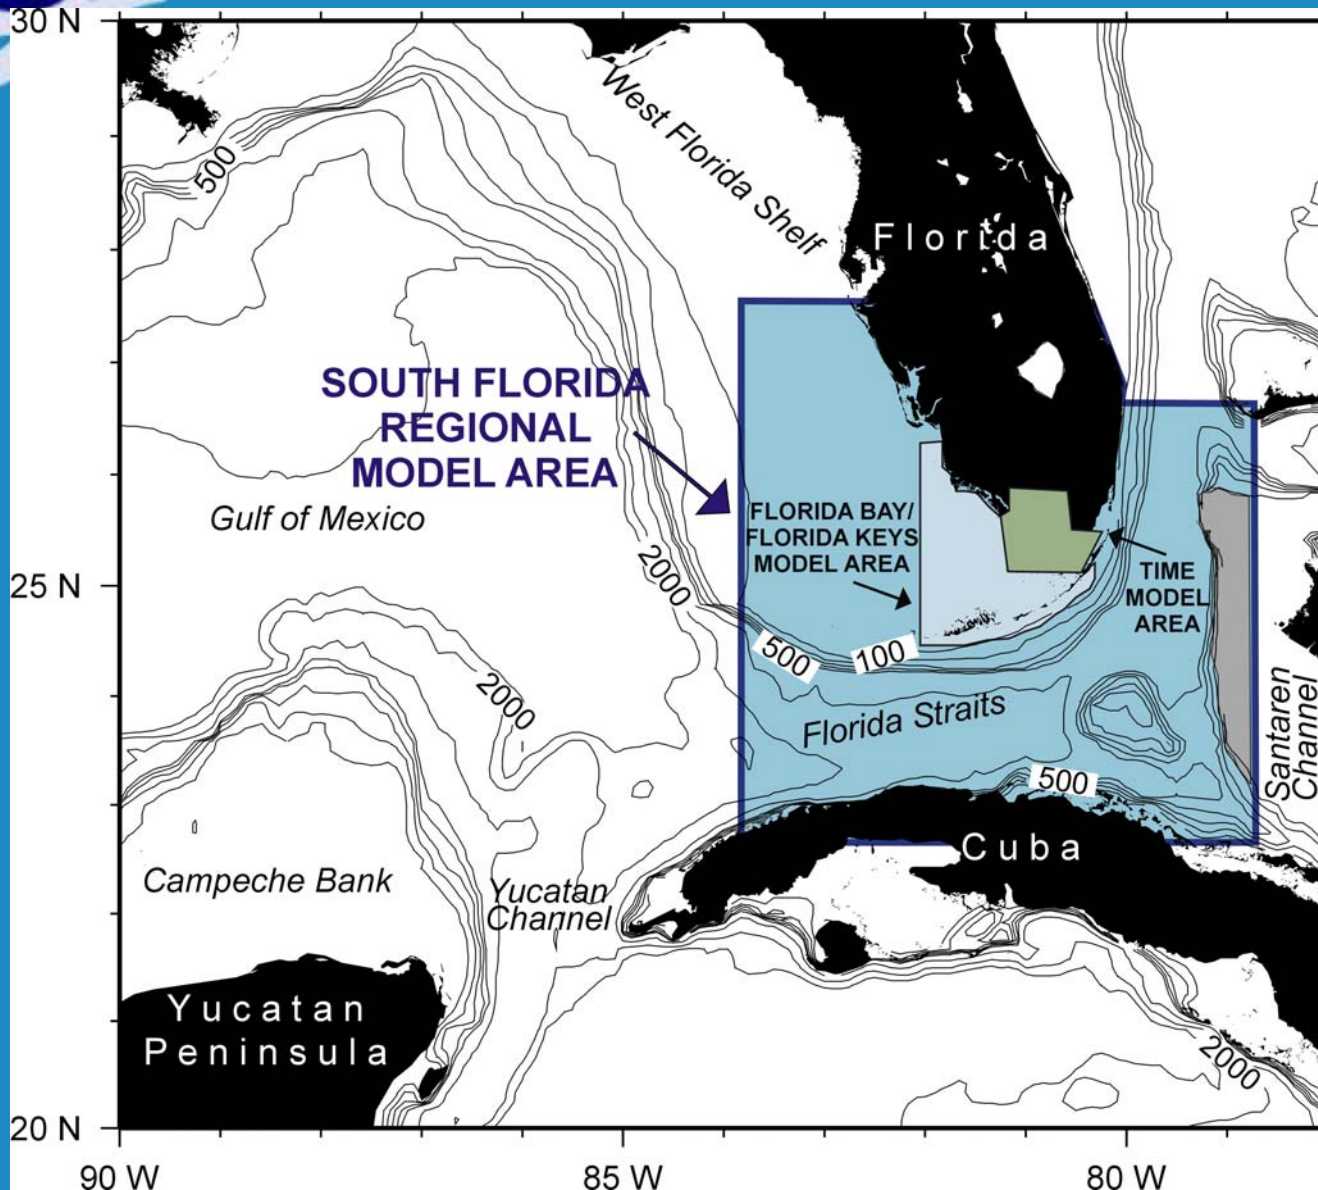 30 N
West Florida Shelf
500
Florida
SOUTH FLORIDA
REGIONAL
MODEL AREA
Gulf of Mexico
FLORIDA BAY/
FLORIDA KEYS
MODEL AREA
2000
25 N
TIME
MODEL
AREA
500
100
2000
Florida Straits
Santaren
Channel
500
Cuba
Campeche Bank
Yucatan
Channel
Yucatan
Peninsula
2000
20 N
90 W
85 W
80 W